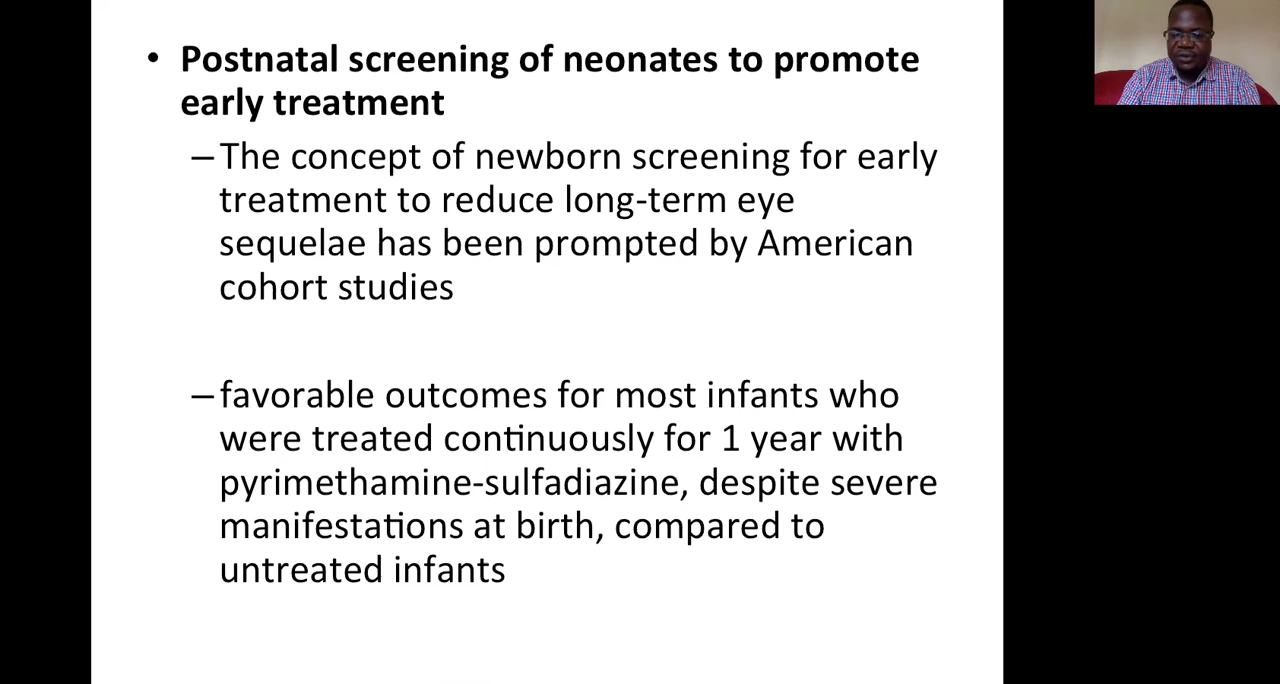 • Postnatal screening of neonates to promote
early treatment
–The concept of newborn screening for early
treatment to reduce long-term eye
sequelae has been prompted by American
cohort studies
–favorable outcomes for most infants who
were treated continuously for 1 year with
pyrimethamine-sulfadiazine, despite severe
manifestations at birth, compared to
untreated infants